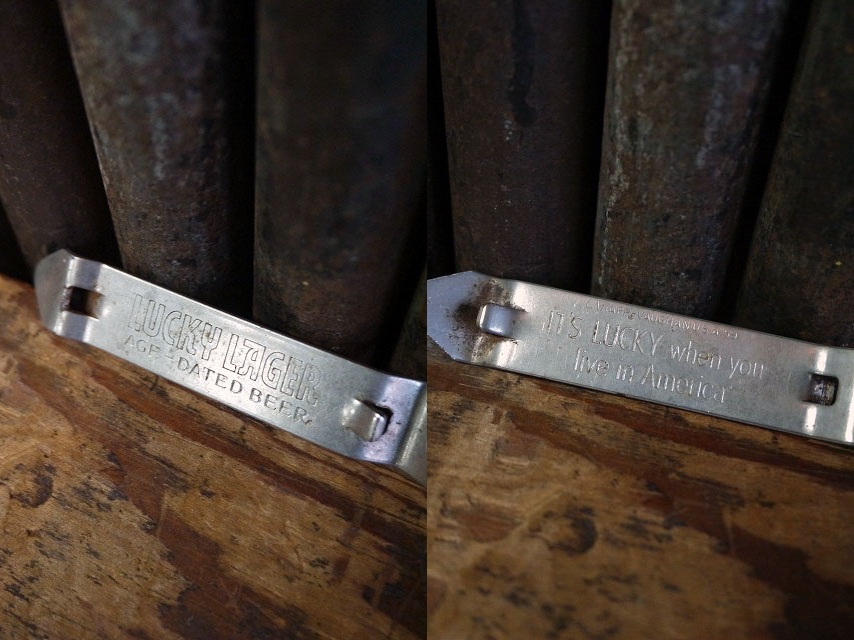 LUCKY LAGER
AGE-DATED BEER
IT'S LUCKY when you
live in America